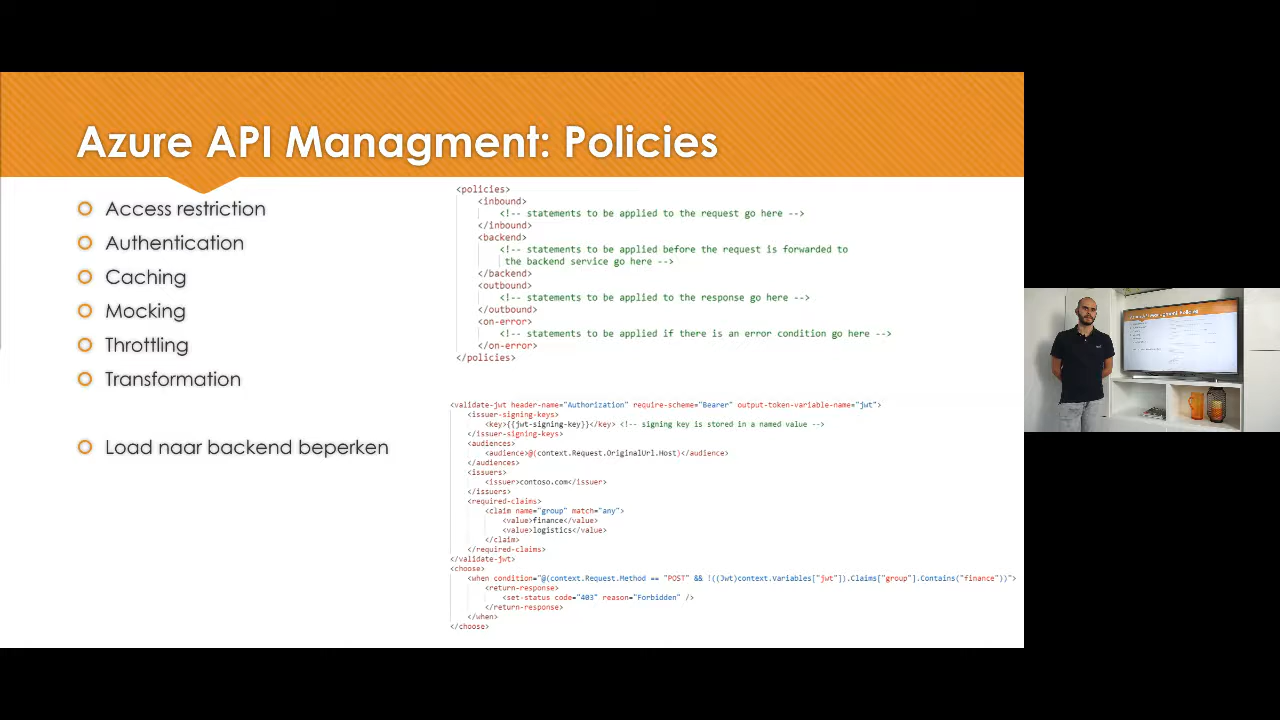 Azure API Managment: Policies
Access restriction
Authentication
Caching
Mocking
Throttling
Transformation
Load naar backend beperken
<policies>
<inbound>
<!-- statements to be applied to the request go here -->
</inbound>
<backend>
<!-- statements to be applied before the request is forwarded to
the backend service go here -->
</backend>
<outbound>
<!-- statements to be applied to the response go here -->
</outbound>
<on-error>
<!-- statements to be applied if there is an error condition go here -->
</on-error>
</policies>
<validate-jwt header-name="Authorization" require-scheme="Bearer" output-token-variable-name="jwt">
<issuer-signing-keys>
<key>{{jwt-signing-key}}</key> <!-- signing key is stored in a named value -->
</issuer-signing-keys>
<audiences>
<audience>@(context.Request.OriginalUrl.Host)</audience>
</audiences>
<issuers>
<issuer>contoso.com</issuer>
</issuers>
<required-claims>
<claim name="group" match="any">
<value>finance</value>
<value>logistics</value>
</claim>
</required-claims>
</validate-jwt>
<choose>
<when condition="@(context.Request.Method == "POST" && !((Jwt)context.Variables["jwt"]).Claims["group"].Contains("finance"))">
<return-response>
<set-status code="403" reason="Forbidden" />
</return-response>
</when>
</choose>
Azure API Managment: Policies